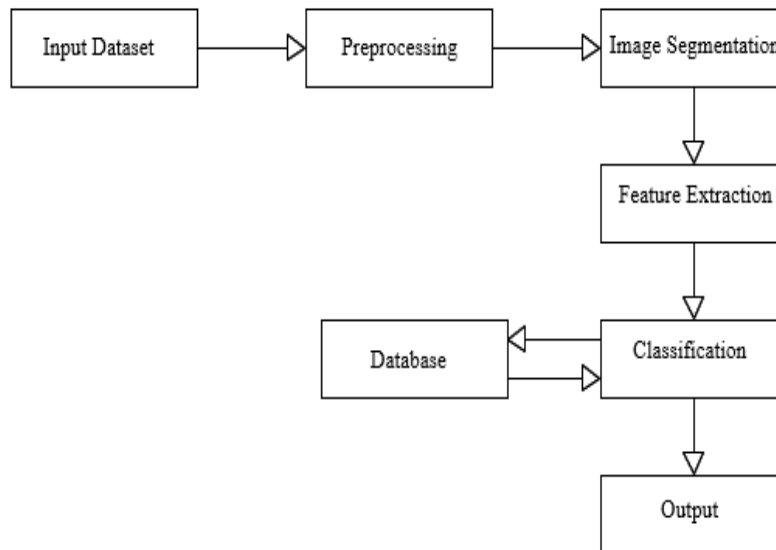 Input Dataset
Preprocessing
Image Segmentation
Feature Extraction
Database
Classification
Output